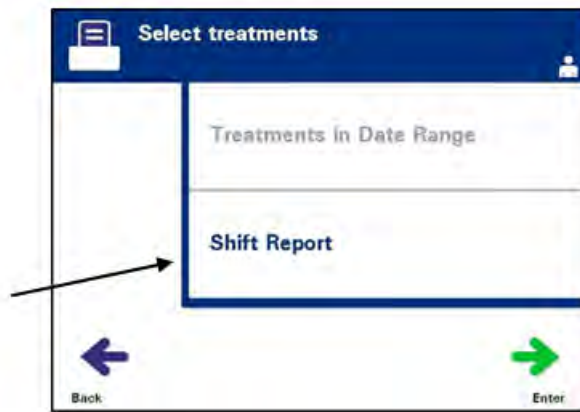 Select treatments
Treatments in Date Range
Shift Report
Back
Enter